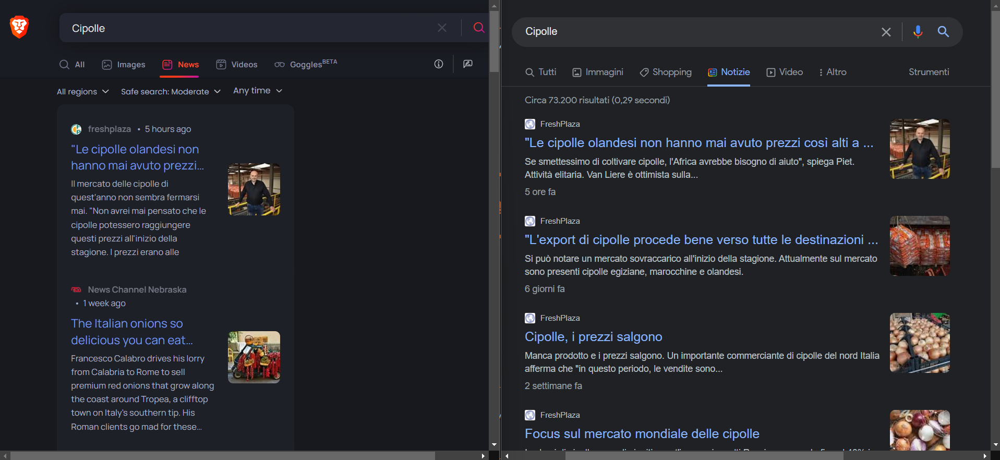 Cipolle
All
Images
News
Videos
Goggles BETA
All regions
Safe search: Moderate
Any time
freshplaza • 5 hours ago
"Le cipolle olandesi non
hanno mai avuto prezzi...
Il mercato delle cipolle di
quest'anno non sembra fermarsi
mai. "Non avrei mai pensato che le
cipolle potessero raggiungere
questi prezzi all'inizio della
stagione. I prezzi erano alle
News Channel Nebraska
• 1 week ago
The Italian onions so
delicious you can eat...
Francesco Calabro drives his lorry
from Calabria to Rome to sell
premium red onions that grow along
the coast around Tropea, a clifftop
town on Italy's southern tip. His
Roman clients go mad for these...
Cipolle
Tutti
Immagini
Shopping
Notizie
Video
Altro
Strumenti
Circa 73.200 risultati (0,29 secondi)
FreshPlaza
"Le cipolle olandesi non hanno mai avuto prezzi così alti a ...
Se smettessimo di coltivare cipolle, l'Africa avrebbe bisogno di aiuto", spiega Piet.
Attività elitaria. Van Liere è ottimista sulla...
5 ore fa
FreshPlaza
"L'export di cipolle procede bene verso tutte le destinazioni ...
Si può notare un mercato sovraccarico all'inizio della stagione. Attualmente sul mercato
sono presenti cipolle egiziane, marocchine e olandesi.
6 giorni fa
FreshPlaza
Cipolle, i prezzi salgono
Manca prodotto e i prezzi salgono. Un importante commerciante di cipolle del nord Italia
afferma che "in questo periodo, le vendite sono...
2 settimane fa
FreshPlaza
Focus sul mercato mondiale delle cipolle